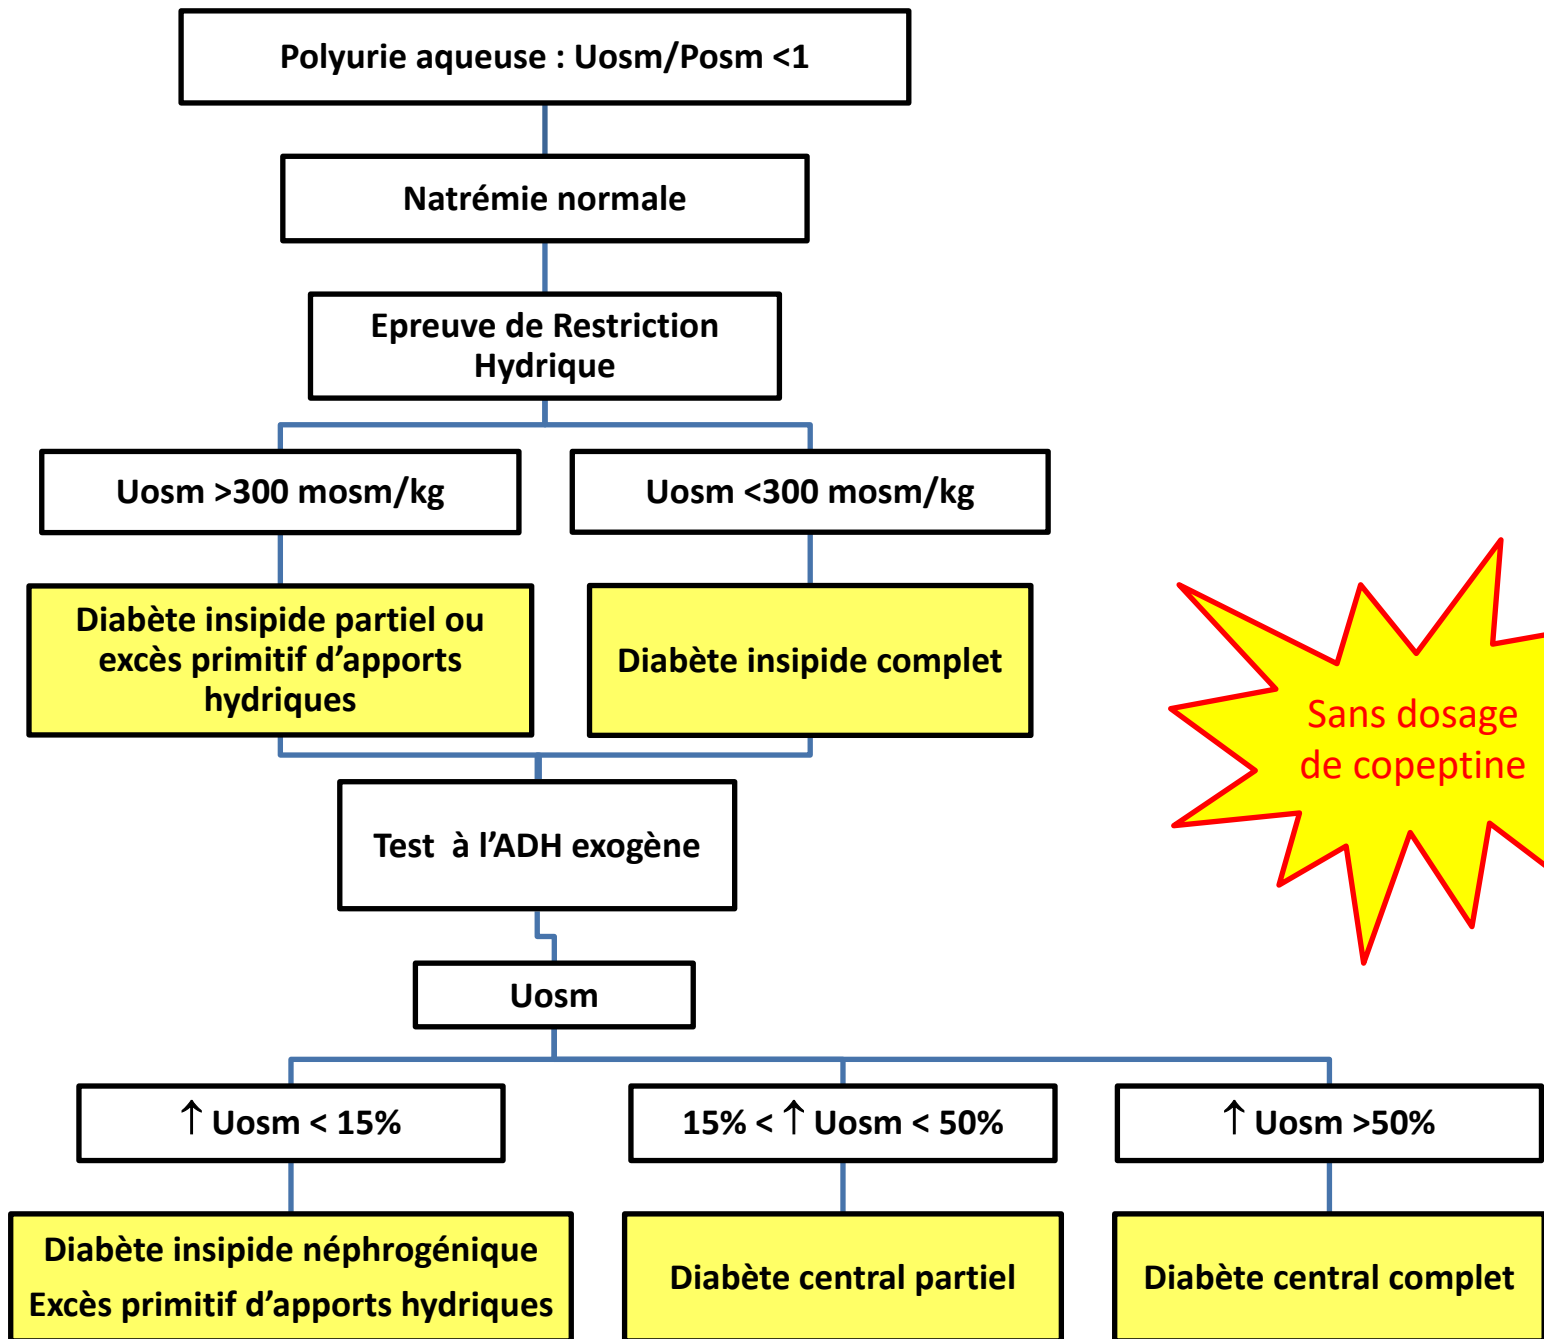 Polyurie aqueuse : Uosm/Posm <1
Natrémie normale
Epreuve de Restriction
Hydrique
Uosm >300 mosm/kg
Uosm <300 mosm/kg
Diabète insipide partiel ou
excès primitif d’apports
hydriques
Diabète insipide complet
Sans dosage
de copeptine
Test à l’ADH exogène
Uosm
↑ Uosm < 15%
15% < ↑ Uosm < 50%
↑ Uosm >50%
Diabète insipide néphrogénique
Excès primitif d’apports hydriques
Diabète central partiel
Diabète central complet